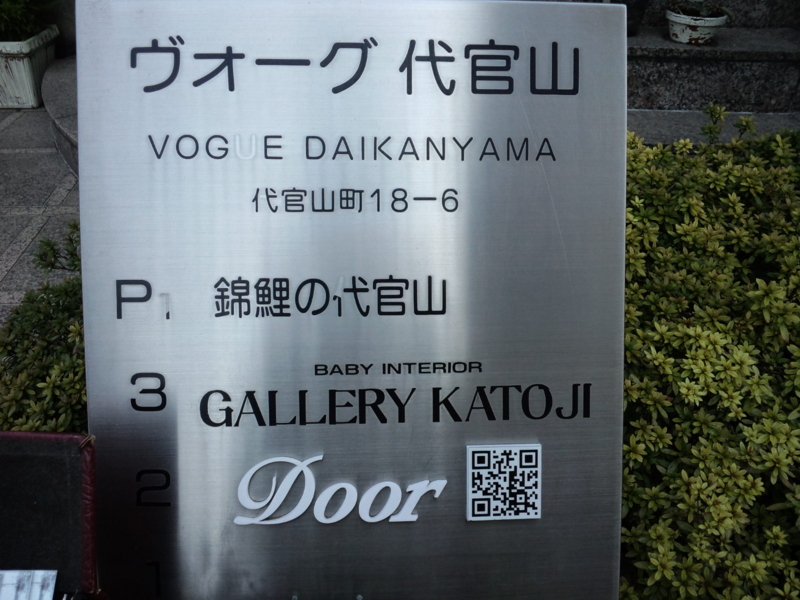 ヴォーグ 代官山
VOGUE DAIKANYAMA
代官山町18-6
P1 錦鯉の代官山
BABY INTERIOR
3 GALLERY KATOJI
2 Door
1